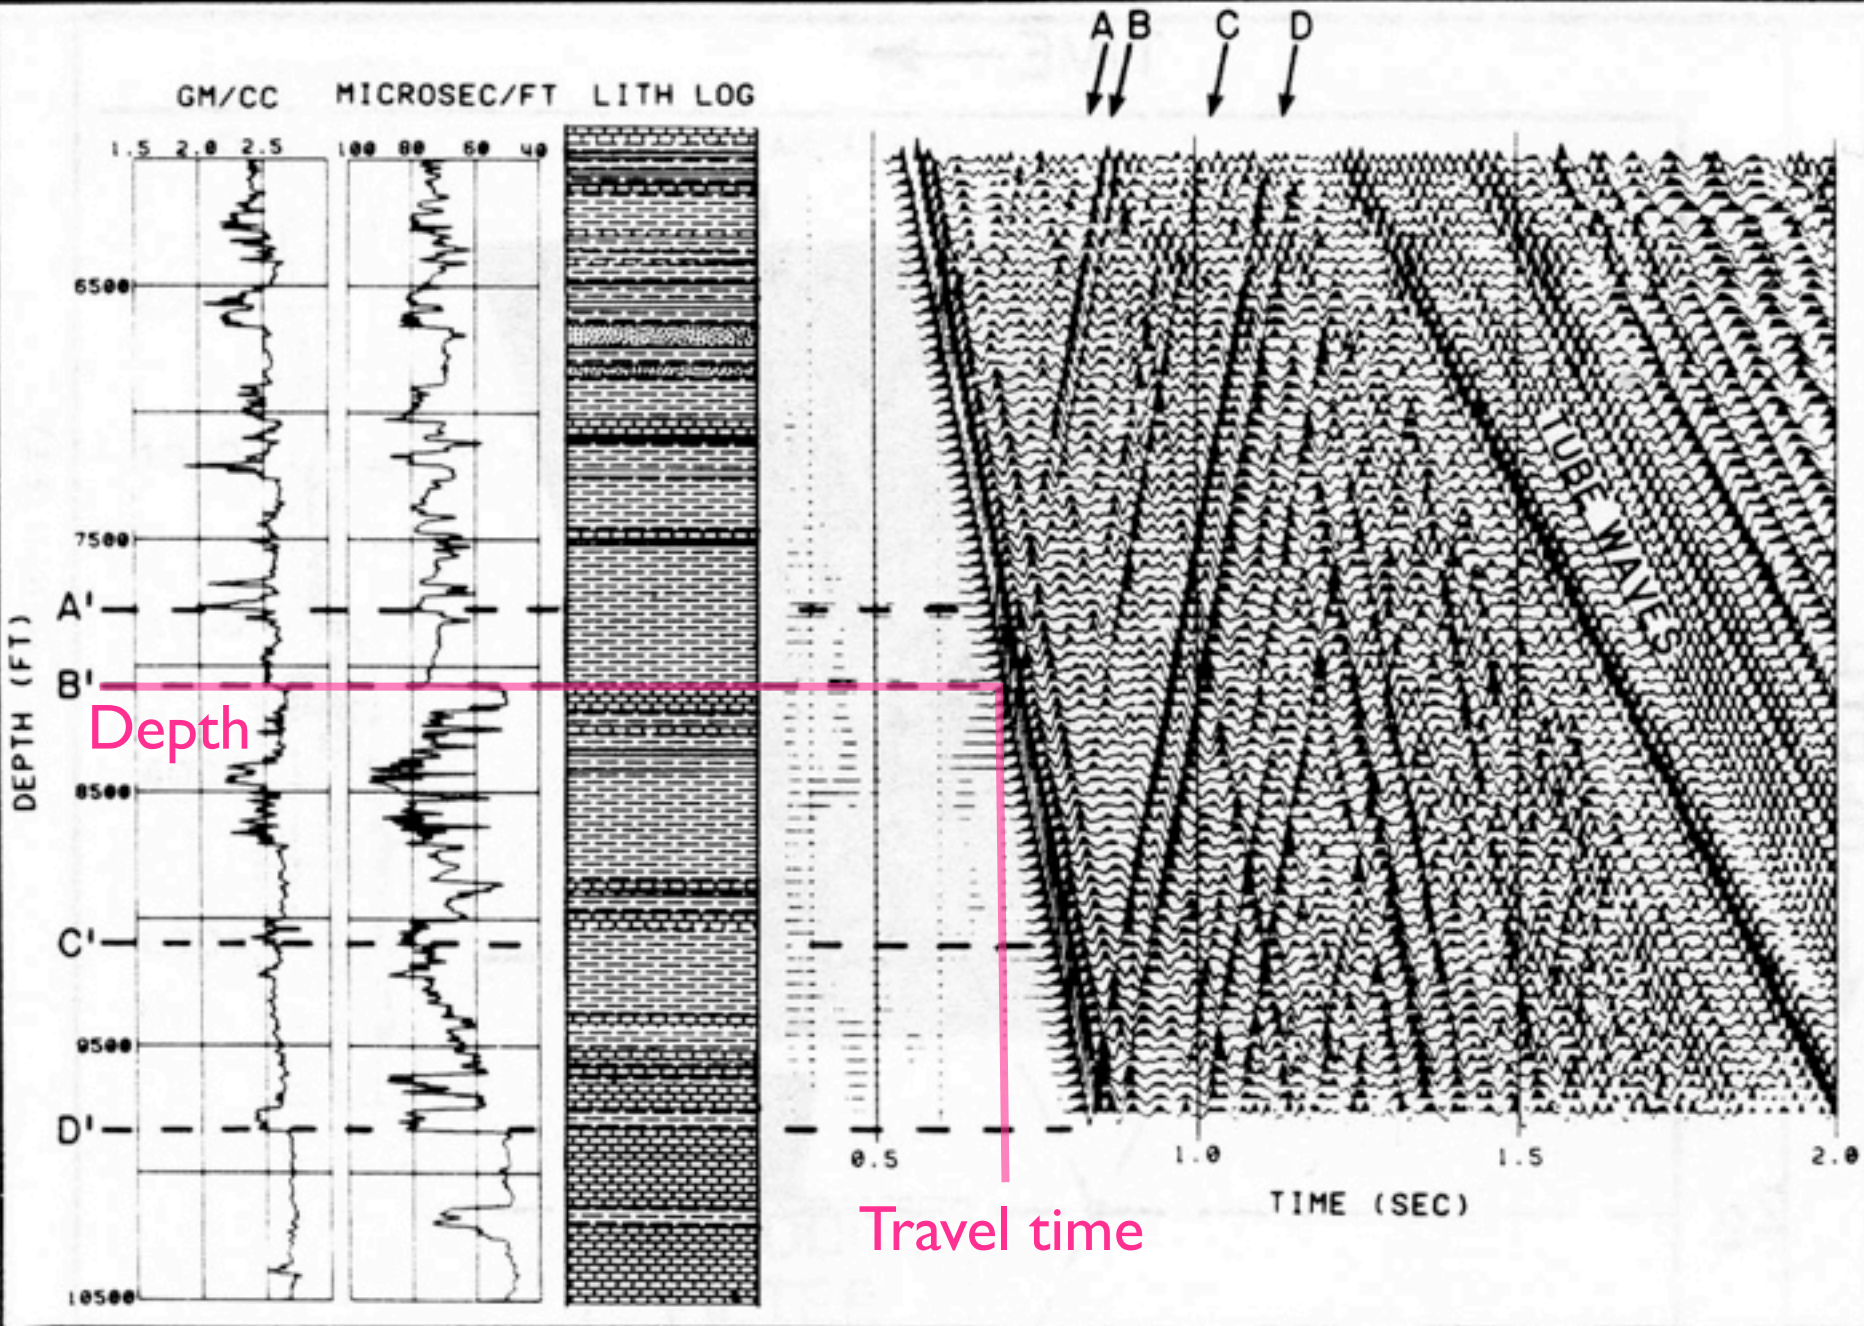 A B C D
GM/CC MICROSEC/FT LITH LOG
1.5 2.0 2.5 100 80 60 40
6500
TUBE WAVES
7500
A'
DEPTH (FT)
B'
Depth
8500
C'
9500
D'
0.5 1.0 1.5 2.0
TIME (SEC)
Travel time
10500